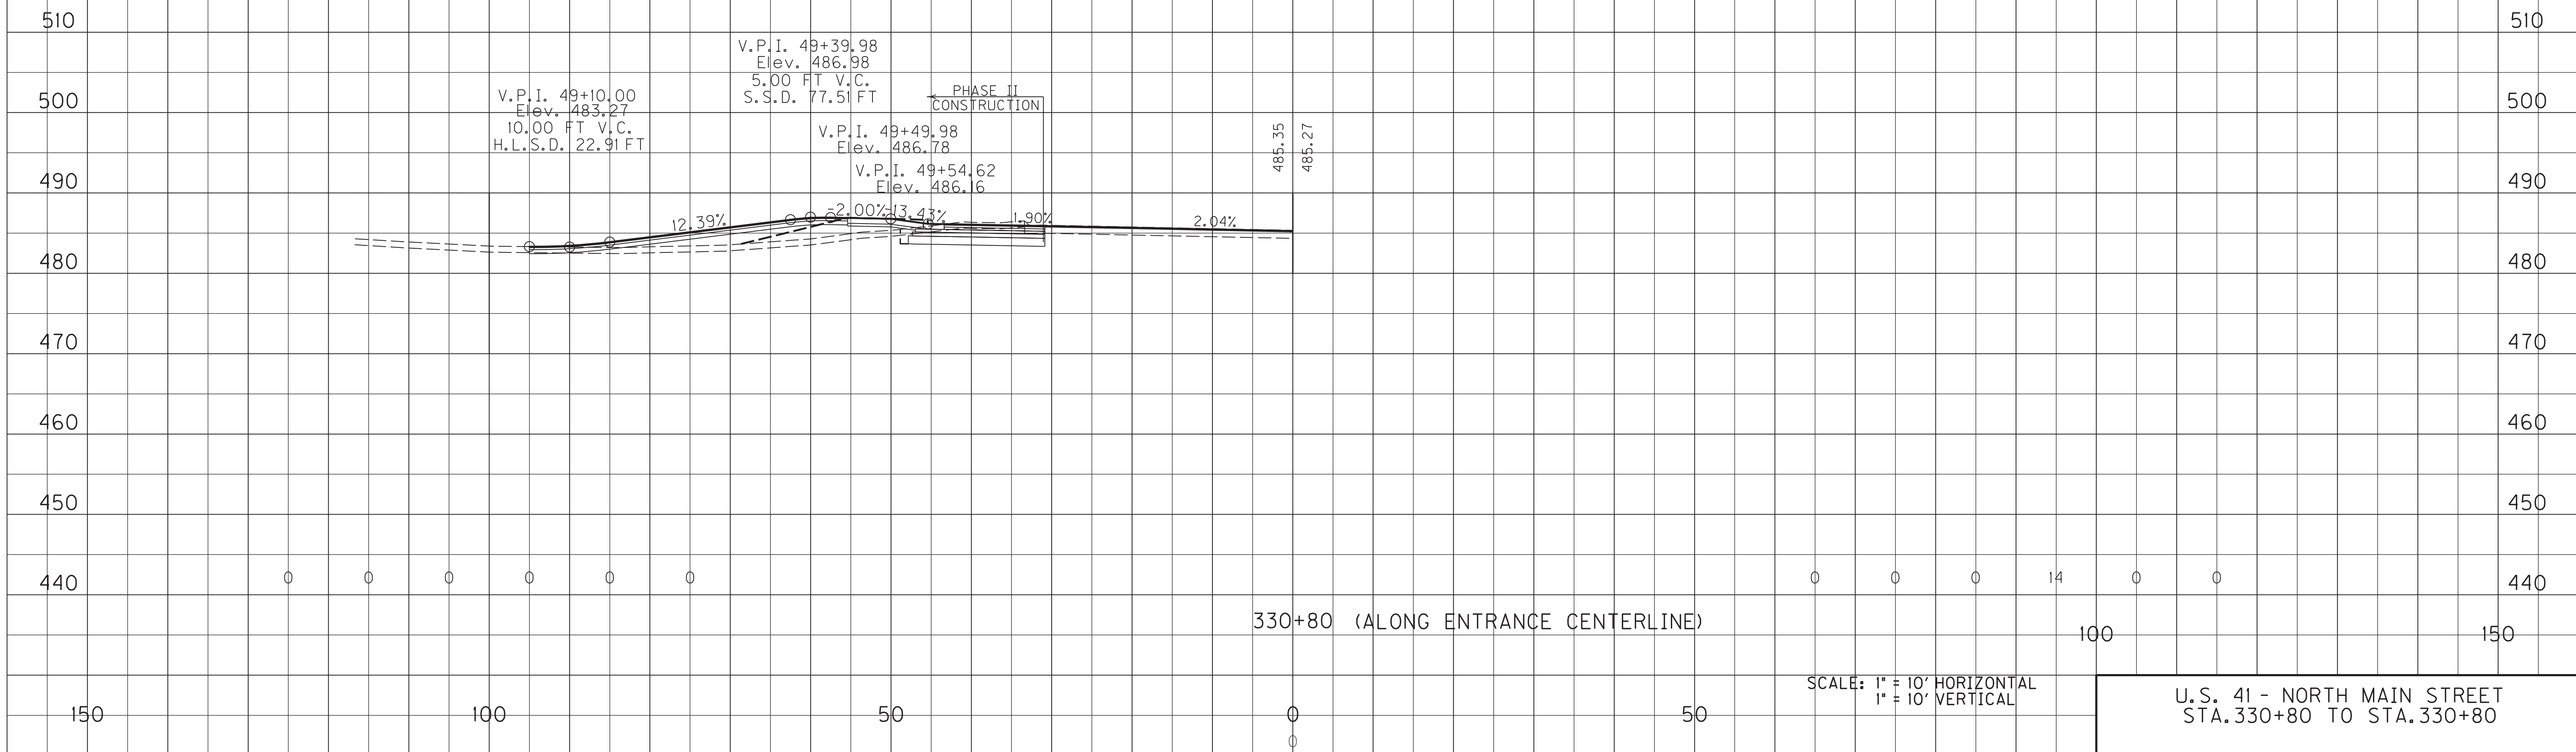 510
510
V.P.I. 49+39.98
Elev. 486.98
5.00 FT V.C.
S.S.D. 77.51 FT
V.P.I. 49+10.00
Elev. 483.27
10.00 FT V.C.
H.L.S.D. 22.91 FT
PHASE II
CONSTRUCTION
500
500
V.P.I. 49+49.98
Elev. 486.78
V.P.I. 49+54.62
Elev. 486.16
485.35
485.27
490
490
12.39%
-2.00%
-13.43%
1.90%
2.04%
480
480
470
470
460
460
450
450
440
0
0
0
0
0
0
0
0
0
14
0
0
440
330+80 (ALONG ENTRANCE CENTERLINE)
100
150
SCALE: 1" = 10' HORIZONTAL
1" = 10' VERTICAL
U.S. 41 - NORTH MAIN STREET
STA.330+80 TO STA.330+80
150
100
50
0
50
0